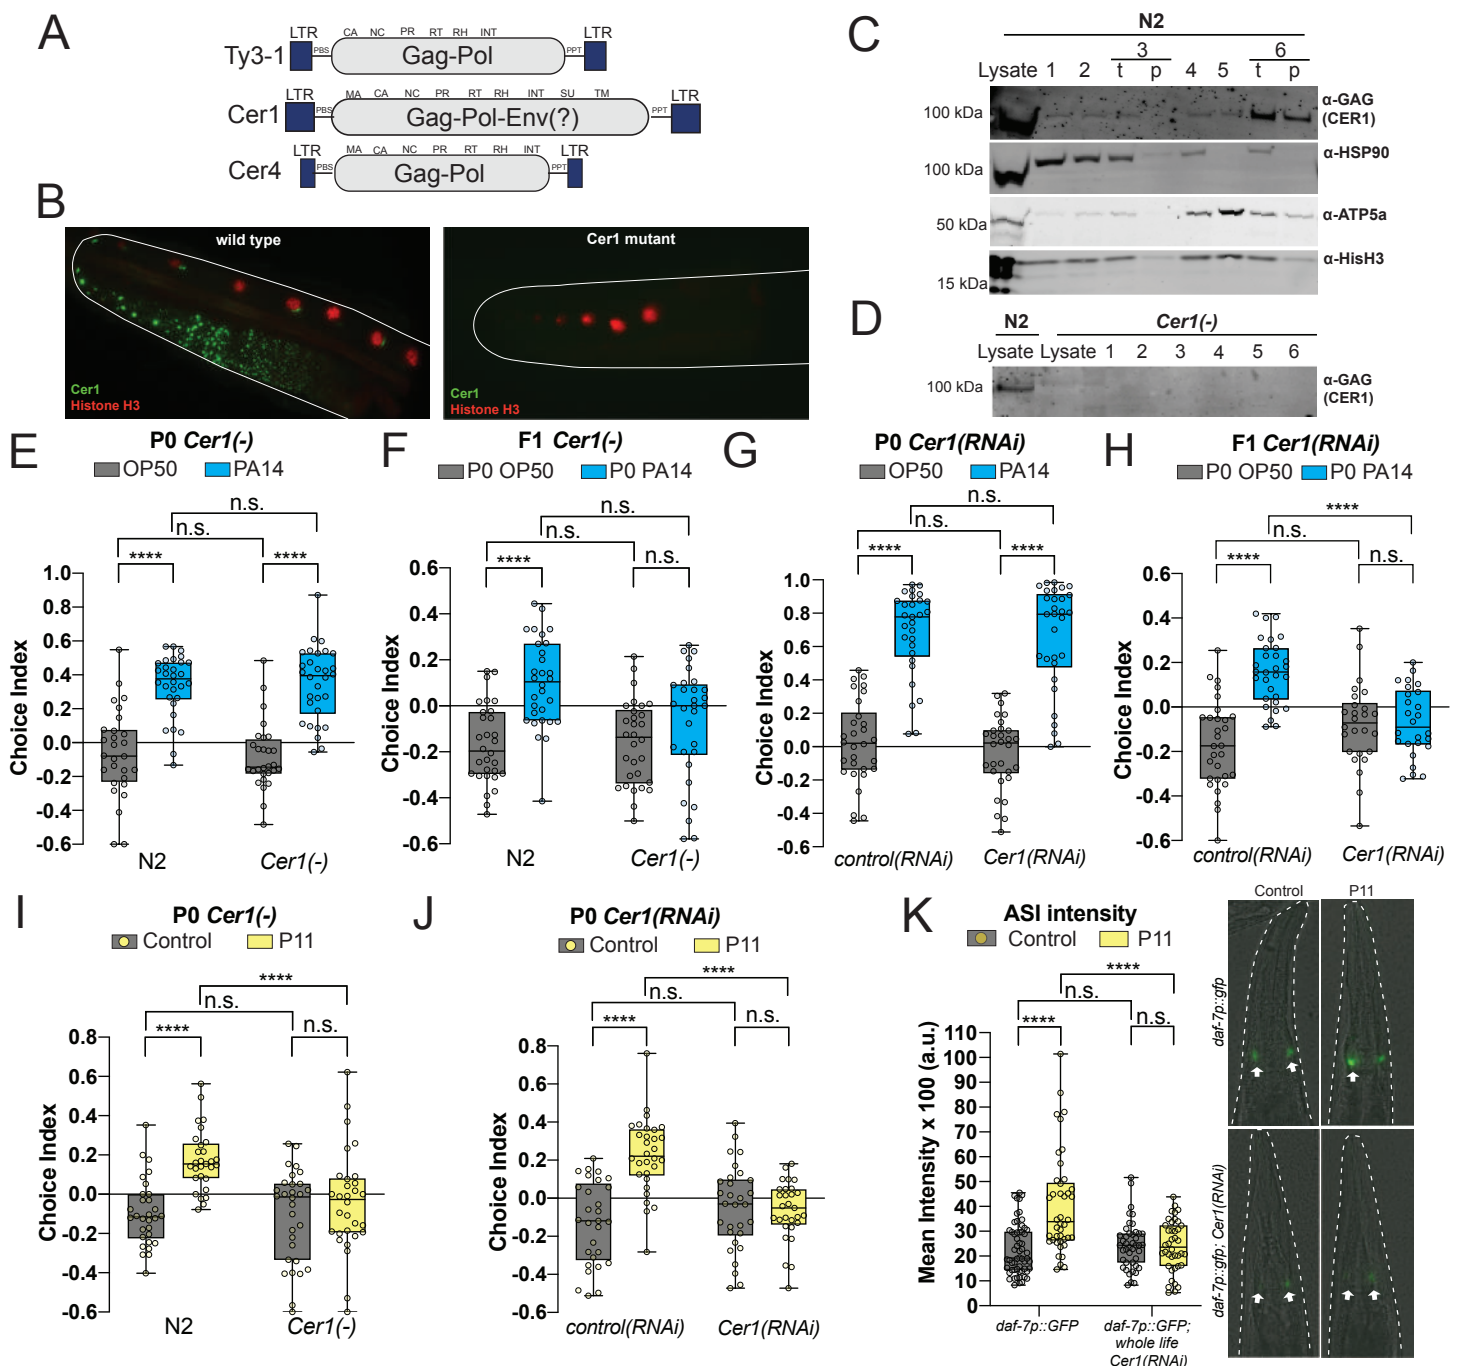 A
LTR
CA NC PR RT RH INT
LTR
Ty3-1
PBS
Gag-Pol
PPT
LTR
MA CA NC PR RT RH INT SU TM
LTR
Cer1
PBS
Gag-Pol-Env(?)
PPT
LTR
MA CA NC PR RT RH INT
LTR
Cer4
PBS
Gag-Pol
PPT
B
wild type
Cer1
Histone H3
Cer1 mutant
Cer1
Histone H3
C
N2
3 6
Lysate 1 2 t p 4 5 t p
100 kDa
α-GAG
(CER1)
100 kDa
α-HSP90
50 kDa
α-ATP5a
15 kDa
α-HisH3
D
N2 Cer1(-)
Lysate Lysate 1 2 3 4 5 6
100 kDa
α-GAG
(CER1)
E
P0 Cer1(-)
OP50 PA14
n.s.
n.s.
**** ****
Choice Index
1.0
0.8
0.6
0.4
0.2
0.0
-0.2
-0.4
-0.6
N2 Cer1(-)
F
F1 Cer1(-)
P0 OP50 P0 PA14
n.s.
n.s.
**** n.s.
Choice Index
0.6
0.4
0.2
0.0
-0.2
-0.4
-0.6
N2 Cer1(-)
G
P0 Cer1(RNAi)
OP50 PA14
n.s.
n.s.
**** ****
Choice Index
1.0
0.8
0.6
0.4
0.2
0.0
-0.2
-0.4
-0.6
control(RNAi) Cer1(RNAi)
H
F1 Cer1(RNAi)
P0 OP50 P0 PA14
****
n.s.
**** n.s.
Choice Index
0.6
0.4
0.2
0.0
-0.2
-0.4
-0.6
control(RNAi) Cer1(RNAi)
I
P0 Cer1(-)
Control P11
****
n.s.
**** n.s.
Choice Index
0.8
0.6
0.4
0.2
0.0
-0.2
-0.4
-0.6
N2 Cer1(-)
J
P0 Cer1(RNAi)
Control P11
****
n.s.
**** n.s.
Choice Index
0.8
0.6
0.4
0.2
0.0
-0.2
-0.4
-0.6
control(RNAi) Cer1(RNAi)
K
ASI intensity
Control P11
****
n.s.
**** n.s.
Mean Intensity x 100 (a.u.)
110
100
90
80
70
60
50
40
30
20
10
0
daf-7p::GFP
daf-7p::GFP;
whole life
Cer1(RNAi)
Control P11
daf-7p::gfp
daf-7p::gfp; Cer1(RNAi)